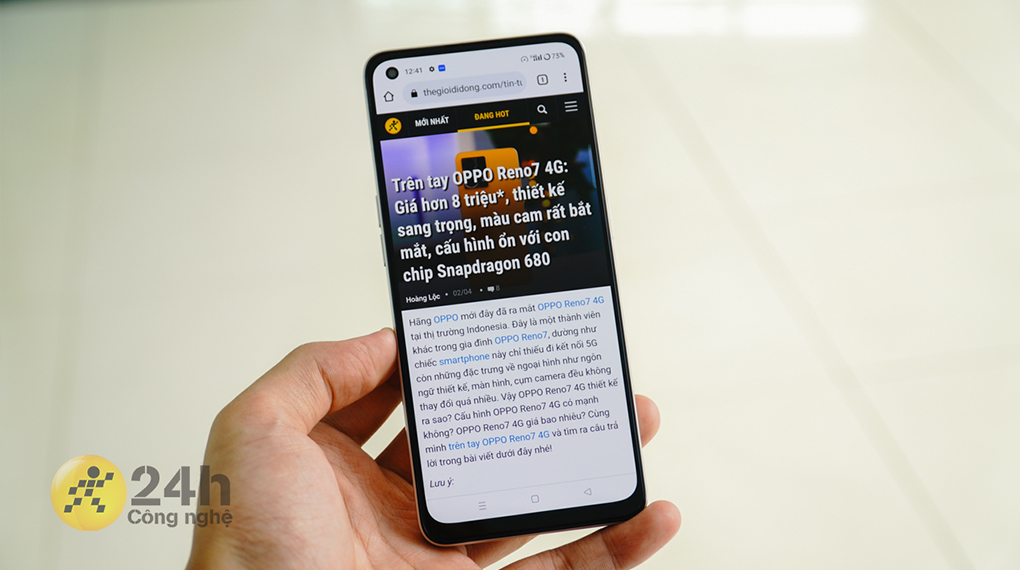 12:41
73%
thegioididong.com/tin-tu
1
MỚI NHẤT
ĐANG HOT
Trên tay OPPO Reno7 4G:
Giá hơn 8 triệu*, thiết kế
sang trọng, màu cam rất bắt
mắt, cấu hình ổn với con
chip Snapdragon 680
Hoàng Lộc • 02/04 • 8
Hãng OPPO mới đây đã ra mắt OPPO Reno7 4G
tại thị trường Indonesia. Đây là một thành viên
khác trong gia đình OPPO Reno7, dường như
chiếc smartphone này chỉ thiếu đi kết nối 5G
còn những đặc trưng về ngoại hình như ngôn
ngữ thiết kế, màn hình, cụm camera đều không
thay đổi quá nhiều. Vậy OPPO Reno7 4G thiết kế
ra sao? Cấu hình OPPO Reno7 4G có mạnh
không? OPPO Reno7 4G giá bao nhiêu? Cùng
mình trên tay OPPO Reno7 4G và tìm ra câu trả
lời trong bài viết dưới đây nhé!
Lưu ý:
24h
Công nghệ